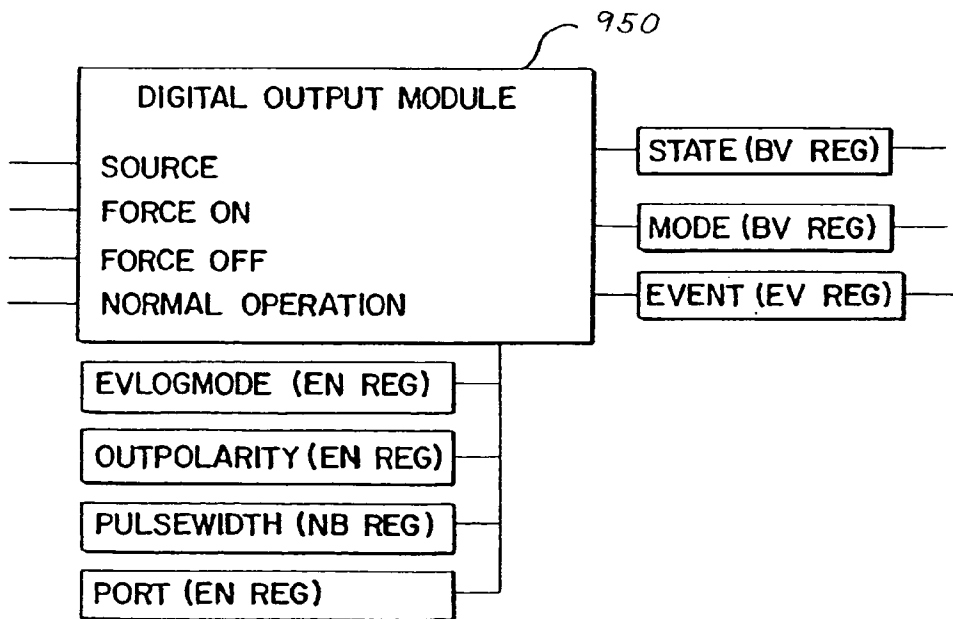 950
DIGITAL OUTPUT MODULE
SOURCE
FORCE ON
FORCE OFF
NORMAL OPERATION
STATE (BV REG)
MODE (BV REG)
EVENT (EV REG)
EVLOGMODE (EN REG)
OUTPOLARITY (EN REG)
PULSEWIDTH (NB REG)
PORT (EN REG)